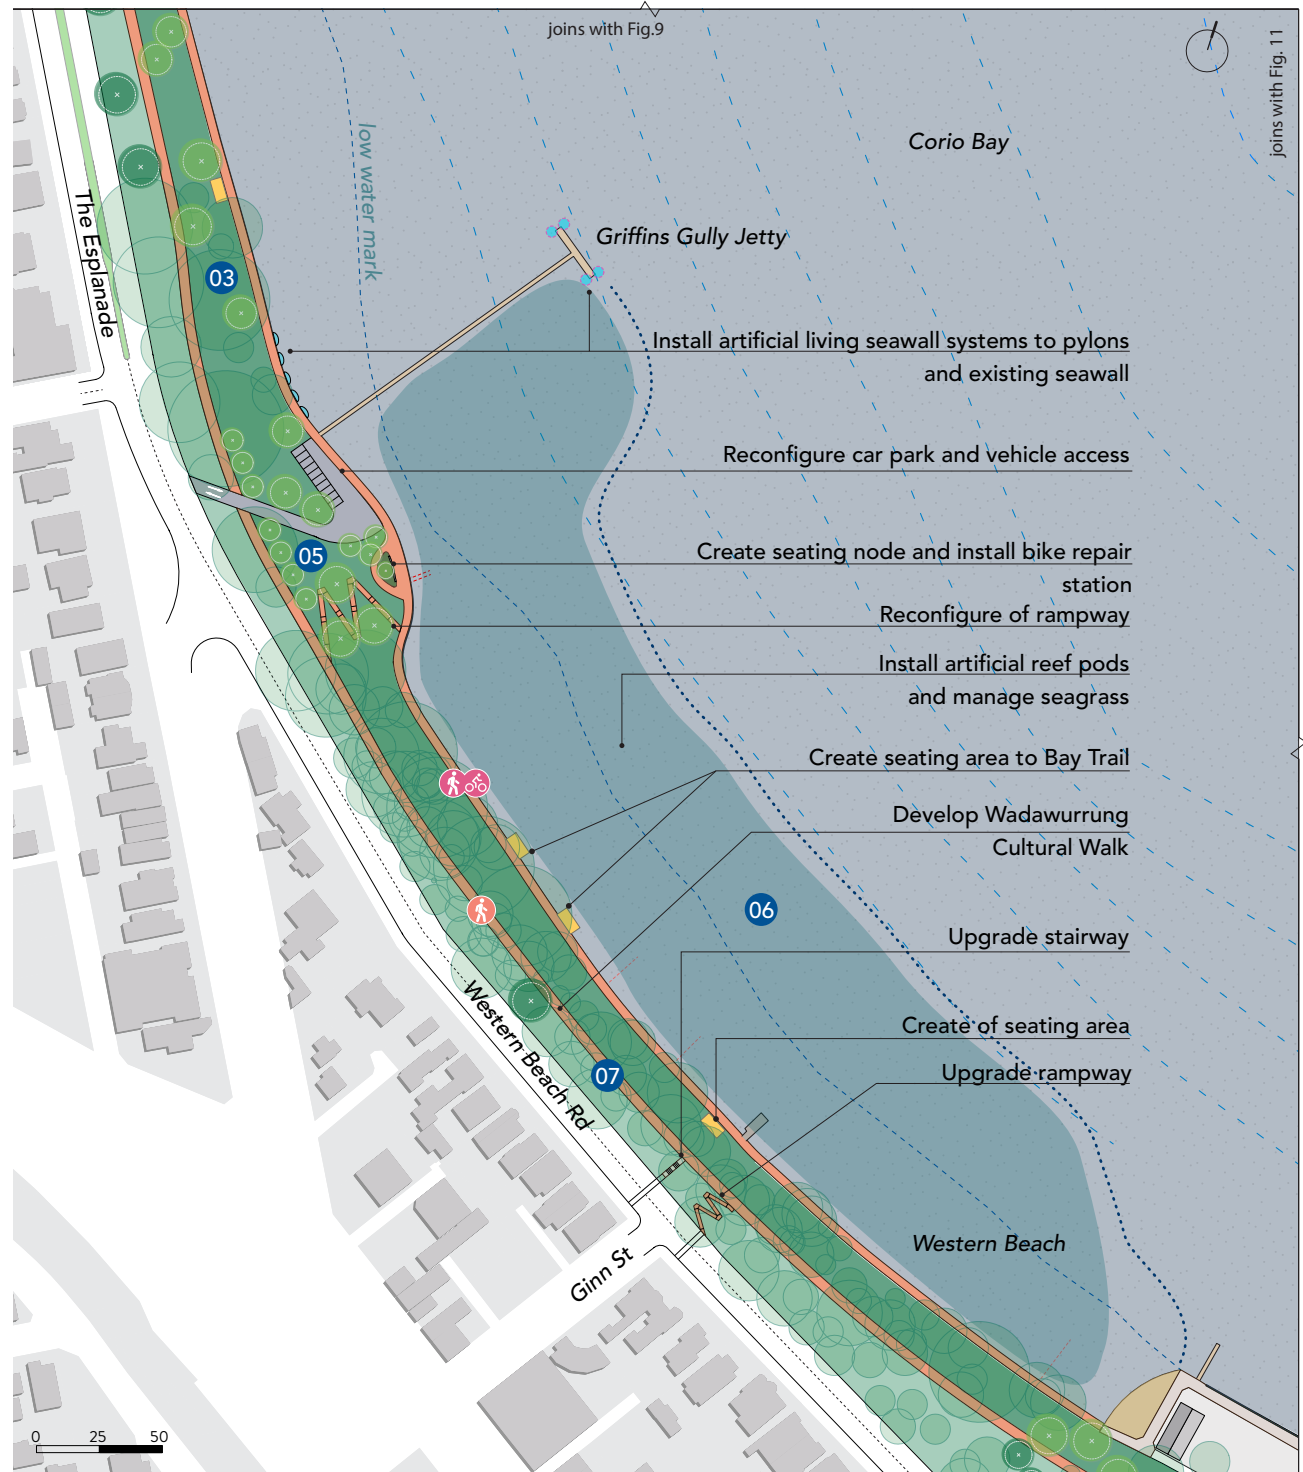 joins with Fig.9
joins with Fig. 11
Corio Bay
low water mark
The Esplanade
Griffins Gully Jetty
03
Install artificial living seawall systems to pylons
and existing seawall
Reconfigure car park and vehicle access
05
Create seating node and install bike repair
station
Reconfigure of rampway
Install artificial reef pods
and manage seagrass
Create seating area to Bay Trail
Develop Wadawurrung
Cultural Walk
06
Upgrade stairway
Western Beach Rd
Create of seating area
07
Upgrade rampway
Western Beach
Ginn St
0 25 50